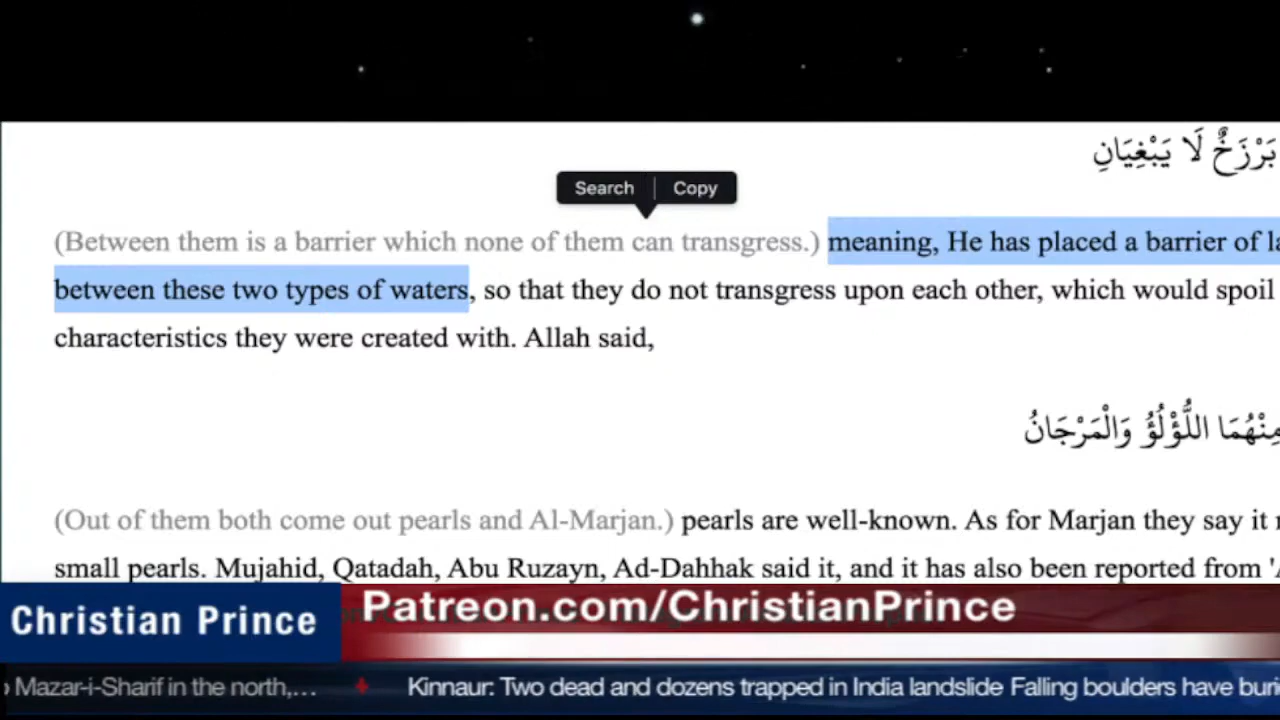 بَرْزَخٌ لَا يَبْغِيَانِ
Search
Copy
(Between them is a barrier which none of them can transgress.) meaning, He has placed a barrier of
between these two types of waters, so that they do not transgress upon each other, which would spoil
characteristics they were created with. Allah said,
مِنْهُمَا اللُّؤْلُؤُ وَالْمَرْجَانُ
(Out of them both come out pearls and Al-Marjan.) pearls are well-known. As for Marjan they say it
small pearls. Mujahid, Qatadah, Abu Ruzayn, Ad-Dahhak said it, and it has also been reported from
Patreon.com/ChristianPrince
Christian Prince
Mazar-i-Sharif in the north,... Kinnaur: Two dead and dozens trapped in India landslide Falling boulders have